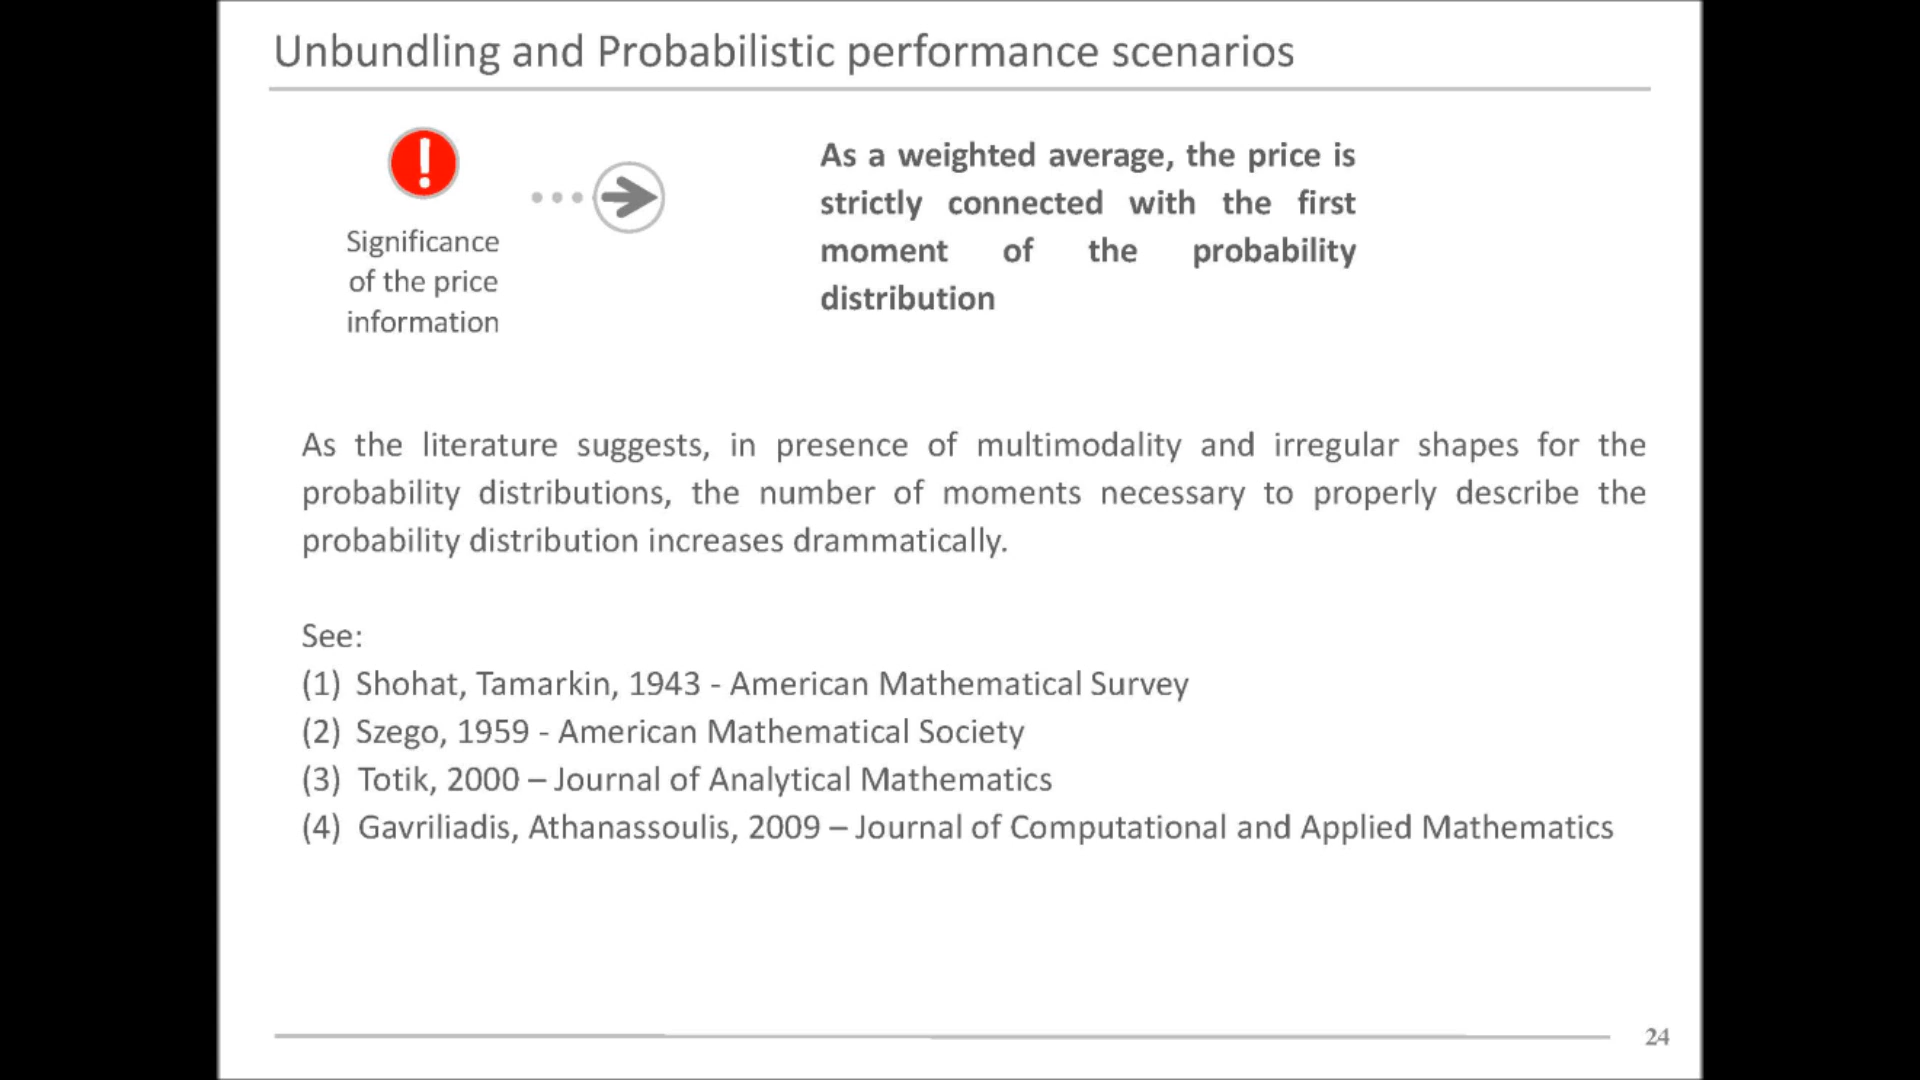 Unbundling and Probabilistic performance scenarios
!
Significance
of the price
information
As a weighted average, the price is
strictly connected with the first
moment of the probability
distribution
As the literature suggests, in presence of multimodality and irregular shapes for the
probability distributions, the number of moments necessary to properly describe the
probability distribution increases drammatically.
See:
(1) Shohat, Tamarkin, 1943 - American Mathematical Survey
(2) Szego, 1959 - American Mathematical Society
(3) Totik, 2000 – Journal of Analytical Mathematics
(4) Gavriliadis, Athanassoulis, 2009 – Journal of Computational and Applied Mathematics
24